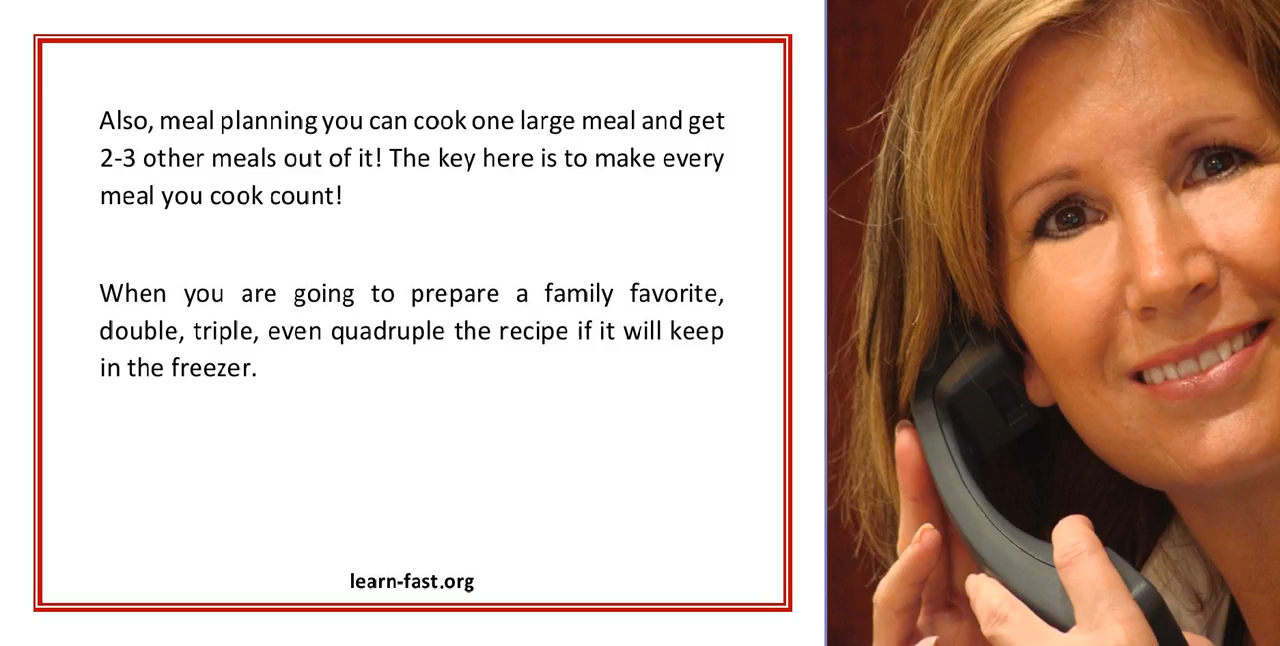 Also, meal planning you can cook one large meal and get
2-3 other meals out of it! The key here is to make every
meal you cook count!
When you are going to prepare a family favorite,
double, triple, even quadruple the recipe if it will keep
in the freezer.
learn-fast.org